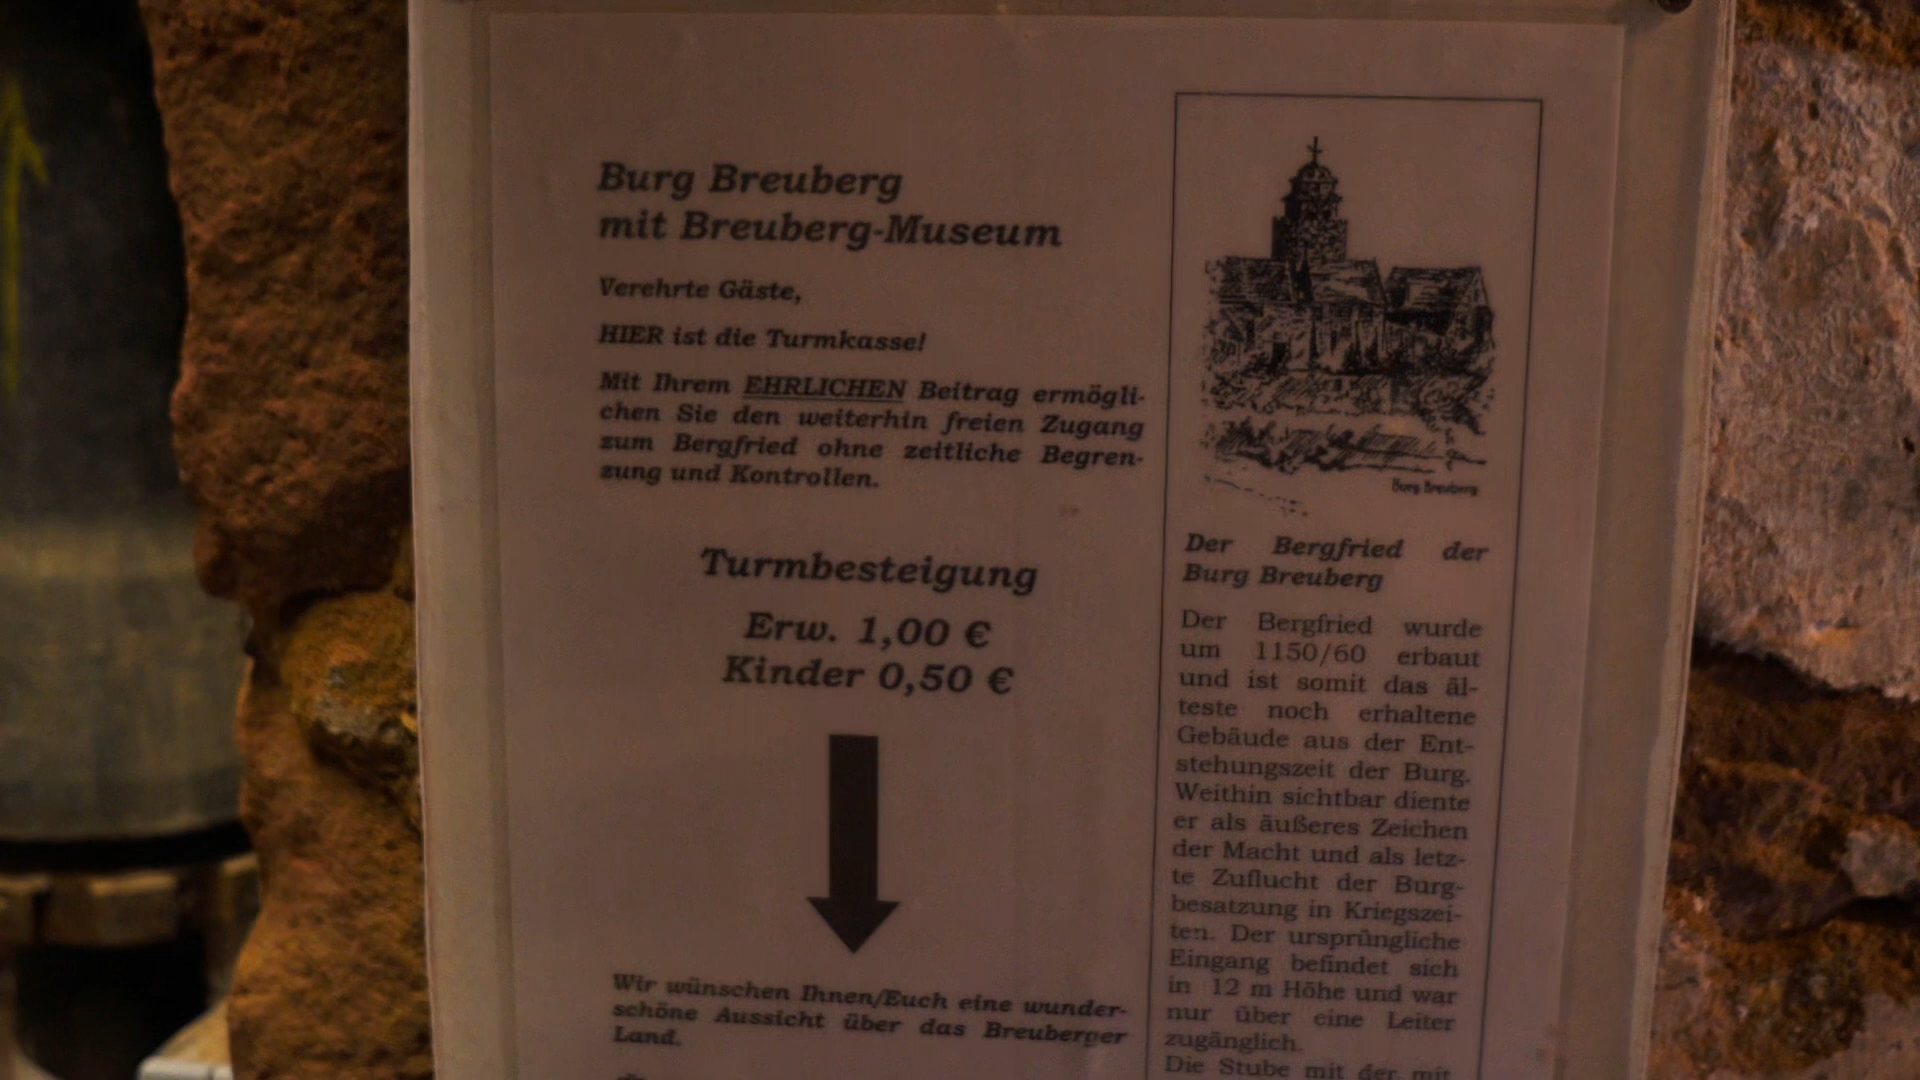 Burg Breuberg
mit Breuberg-Museum
Verehrte Gäste,
HIER ist die Turmkasse!
Mit Ihrem EHRLICHEN Beitrag ermögli-
chen Sie den weiterhin freien Zugang
zum Bergfried ohne zeitliche Begren-
zung und Kontrollen.
Turmbesteigung
Erw. 1,00 €
Kinder 0,50 €
Wir wünschen Ihnen/Euch eine wunder-
schöne Aussicht über das Breuberger
Land.
Burg Breuberg
Der Bergfried der
Burg Breuberg
Der Bergfried wurde
um 1150/60 erbaut
und ist somit das äl-
teste noch erhaltene
Gebäude aus der Ent-
stehungszeit der Burg.
Weithin sichtbar diente
er als äußeres Zeichen
der Macht und als letz-
te Zuflucht der Burg-
besatzung in Kriegszei-
ten. Der ursprüngliche
Eingang befindet sich
in 12 m Höhe und war
nur über eine Leiter
zugänglich.
Die Stube mit der mit